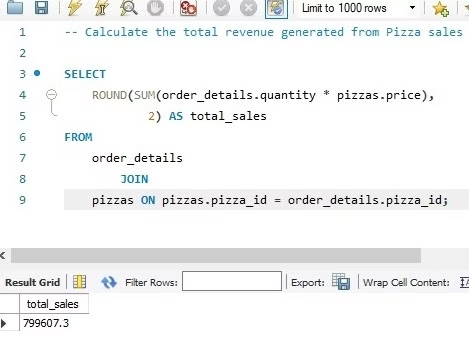 Limit to 1000 rows
1 -- Calculate the total revenue generated from Pizza sales
2
3 SELECT
4 ROUND(SUM(order_details.quantity * pizzas.price),
5 2) AS total_sales
6 FROM
7 order_details
8 JOIN
9 pizzas ON pizzas.pizza_id = order_details.pizza_id;
Result Grid Filter Rows: Export: Wrap Cell Content:
total_sales
799607.3